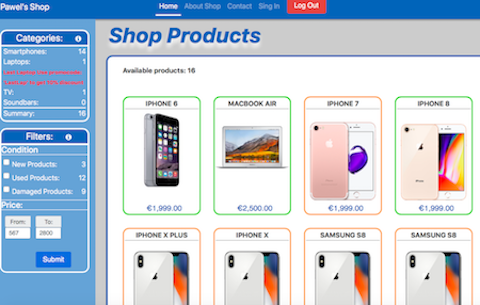 Pawel's Shop
Home About Shop Contact Sing In Log Out
Categories:
Smartphones: 14
Laptops: 1
TV: 1
Soundbars: 0
Summary: 16
Filters:
Condition
New Products: 3
Used Products: 12
Damaged Products: 9
Price:
From: To:
567 2800
Submit
Shop Products
Available products: 16
IPHONE 6 MACBOOK AIR IPHONE 7 IPHONE 8
€1,999.00 €2,500.00 €1,999.00 €1,999.00
IPHONE X PLUS IPHONE X SAMSUNG S8 SAMSUNG S8